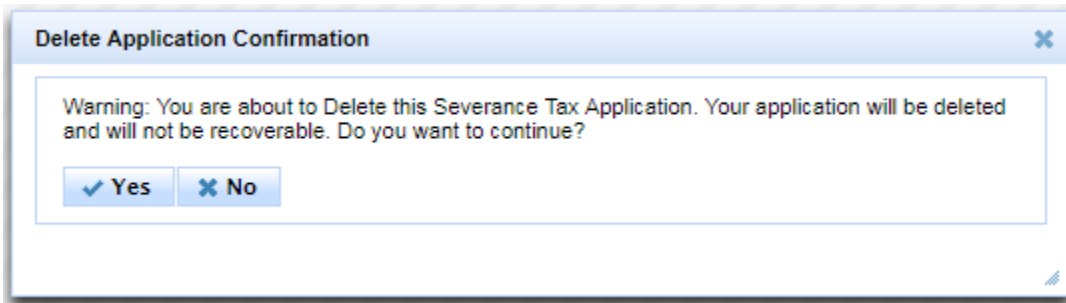 Delete Application Confirmation
Warning: You are about to Delete this Severance Tax Application. Your application will be deleted
and will not be recoverable. Do you want to continue?
Yes No